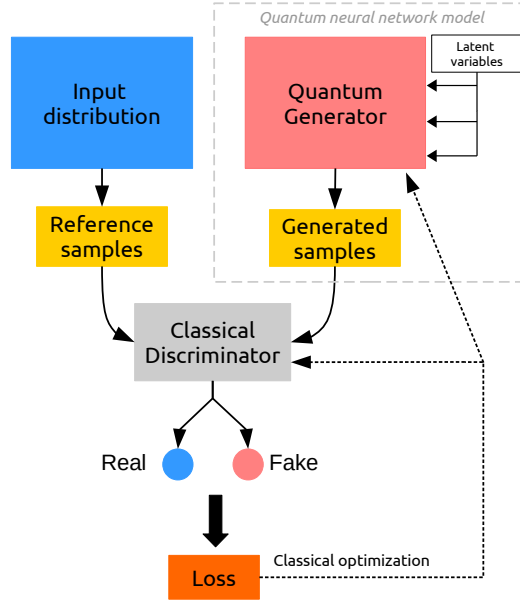 Quantum neural network model
Latent
variables
Input
distribution
Quantum
Generator
Reference
samples
Generated
samples
Classical
Discriminator
Real
Fake
Classical optimization
Loss